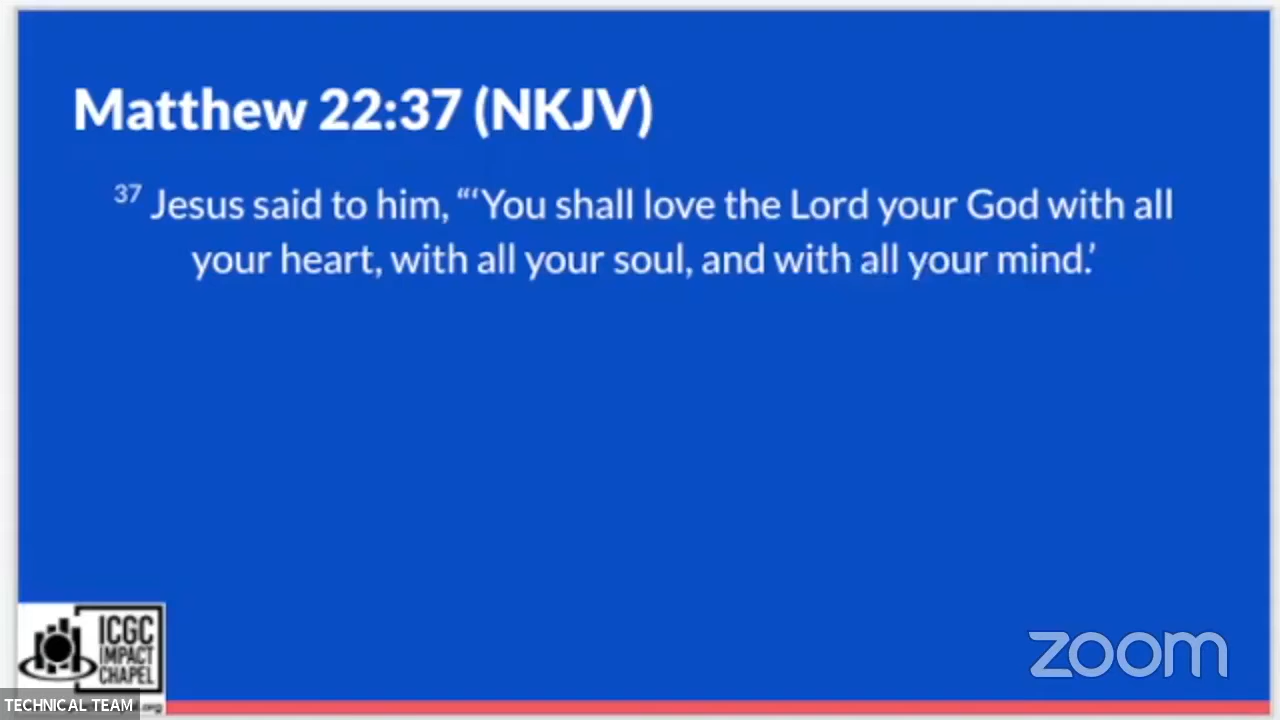 Matthew 22:37 (NKJV)
37 Jesus said to him, “‘You shall love the Lord your God with all
your heart, with all your soul, and with all your mind.’
ICGC
IMPACT
CHAPEL
zoom
TECHNICAL TEAM